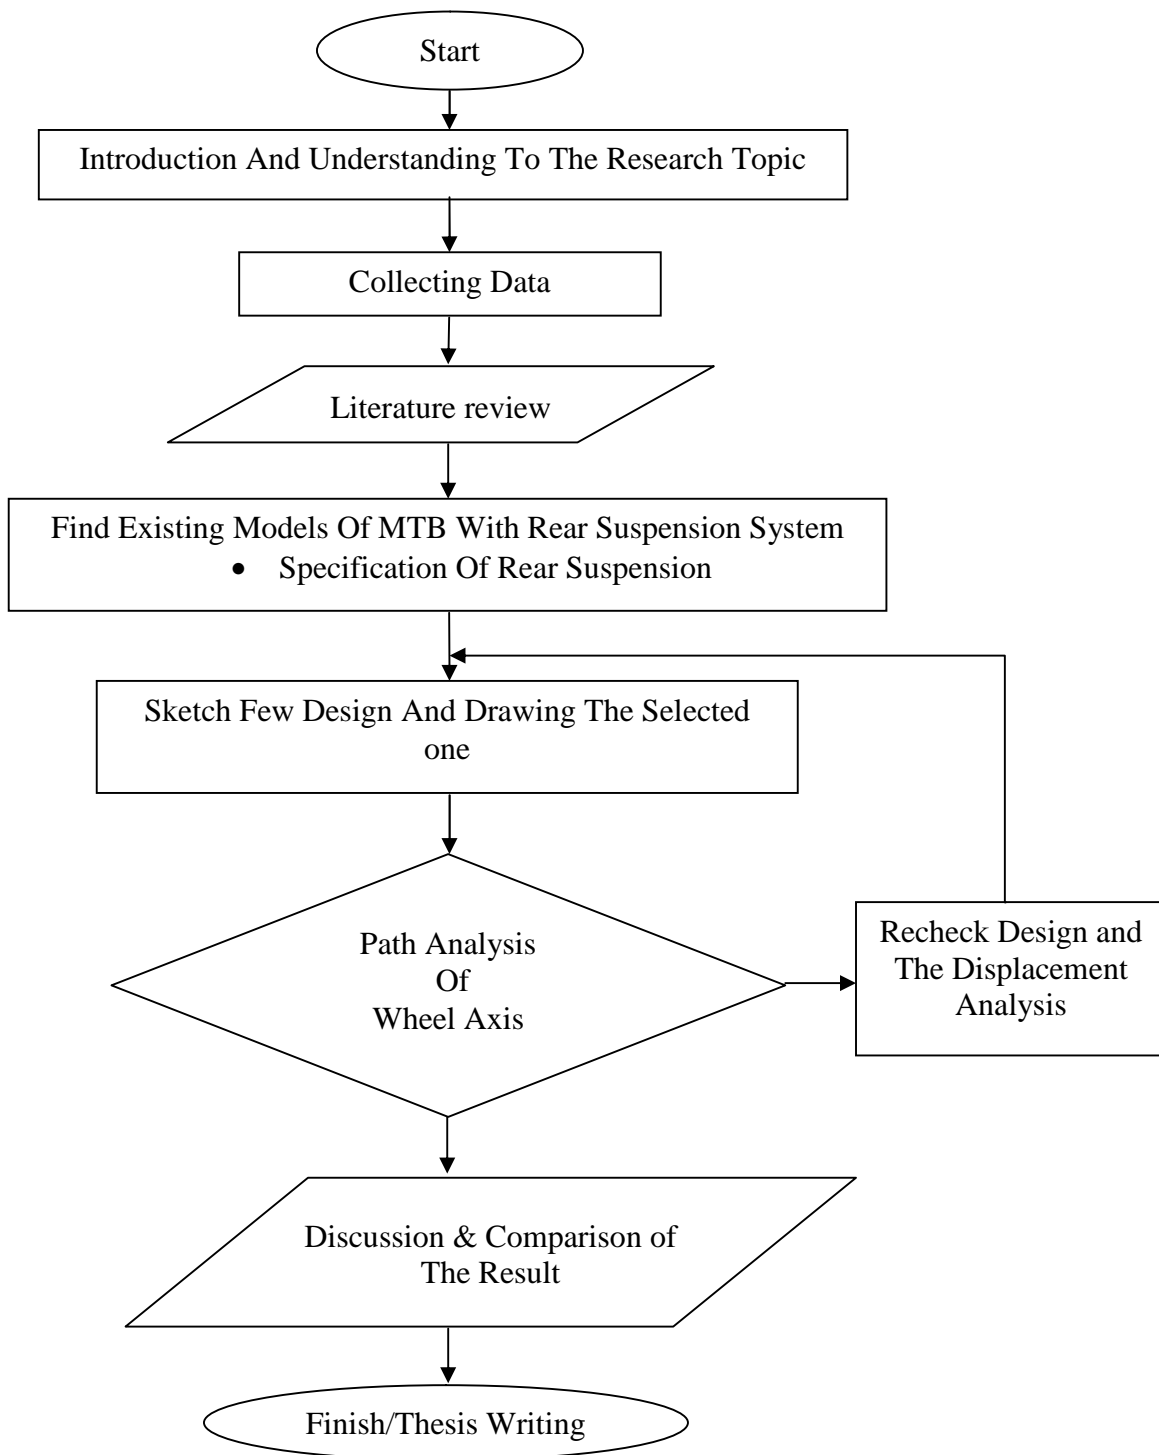 Start
Introduction And Understanding To The Research Topic
Collecting Data
Literature review
Find Existing Models Of MTB With Rear Suspension System
• Specification Of Rear Suspension
Sketch Few Design And Drawing The Selected
one
Path Analysis
Of
Wheel Axis
Recheck Design and
The Displacement
Analysis
Discussion & Comparison of
The Result
Finish/Thesis Writing